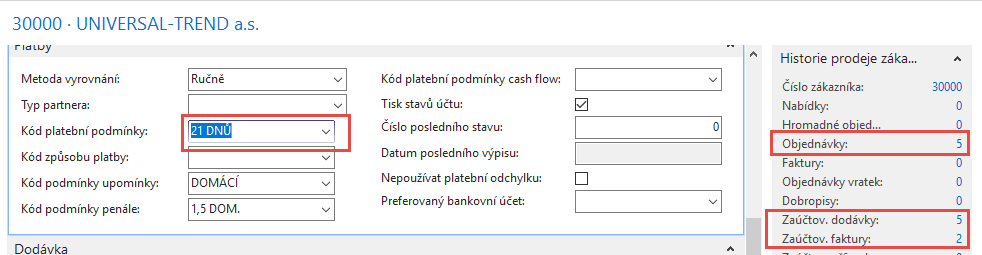 30000 · UNIVERSAL-TREND a.s.
Platby
Metoda vyrovnání: Ručně
Typ partnera:
Kód platební podmínky: 21 DNŮ
Kód způsobu platby:
Kód podmínky upomínky: DOMÁCÍ
Kód podmínky penále: 1,5 DOM.
Kód platební podmínky cash flow:
Tisk stavů účtu:
Číslo posledního stavu: 0
Datum posledního výpisu:
Nepoužívat platební odchylku:
Preferovaný bankovní účet:
Dodávka
Historie prodeje záka...
Číslo zákazníka: 30000
Nabídky: 0
Hromadné objed... 0
Objednávky: 5
Faktury: 0
Objednávky vratek: 0
Dobropisy: 0
Zaúčtov. dodávky: 5
Zaúčtov. faktury: 2